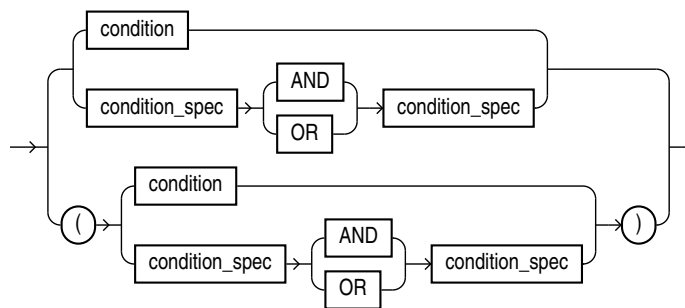 condition
AND
condition_spec condition_spec
OR
condition
( )
AND
condition_spec condition_spec
OR